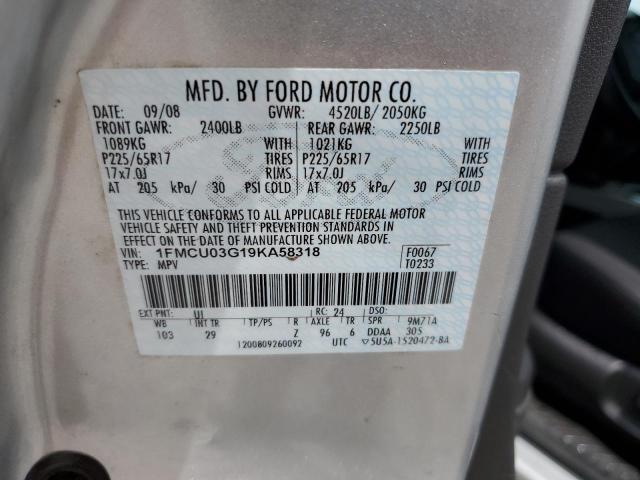 MFD. BY FORD MOTOR CO.
DATE: 09/08 GVWR: 4520LB/ 2050KG
FRONT GAWR: 2400LB REAR GAWR: 2250LB
1089KG WITH 1021KG WITH
P225/65R17 TIRES P225/65R17 TIRES
17x7.0J RIMS 17x7.0J RIMS
AT 205 kPa/ 30 PSI COLD AT 205 kPa/ 30 PSI COLD
THIS VEHICLE CONFORMS TO ALL APPLICABLE FEDERAL MOTOR
VEHICLE SAFETY AND THEFT PREVENTION STANDARDS IN
EFFECT ON THE DATE OF MANUFACTURE SHOWN ABOVE.
VIN: 1FMCU03G19KA58318 F0067
TYPE: MPV T0233
EXT PNT: UI RC: 24 DSO:
WB INT TR TP/PS R AXLE TR SPR 9M71A
103 29 Z 96 6 DDAA 305
1200809260092 UTC 5U5A-1520472-BA